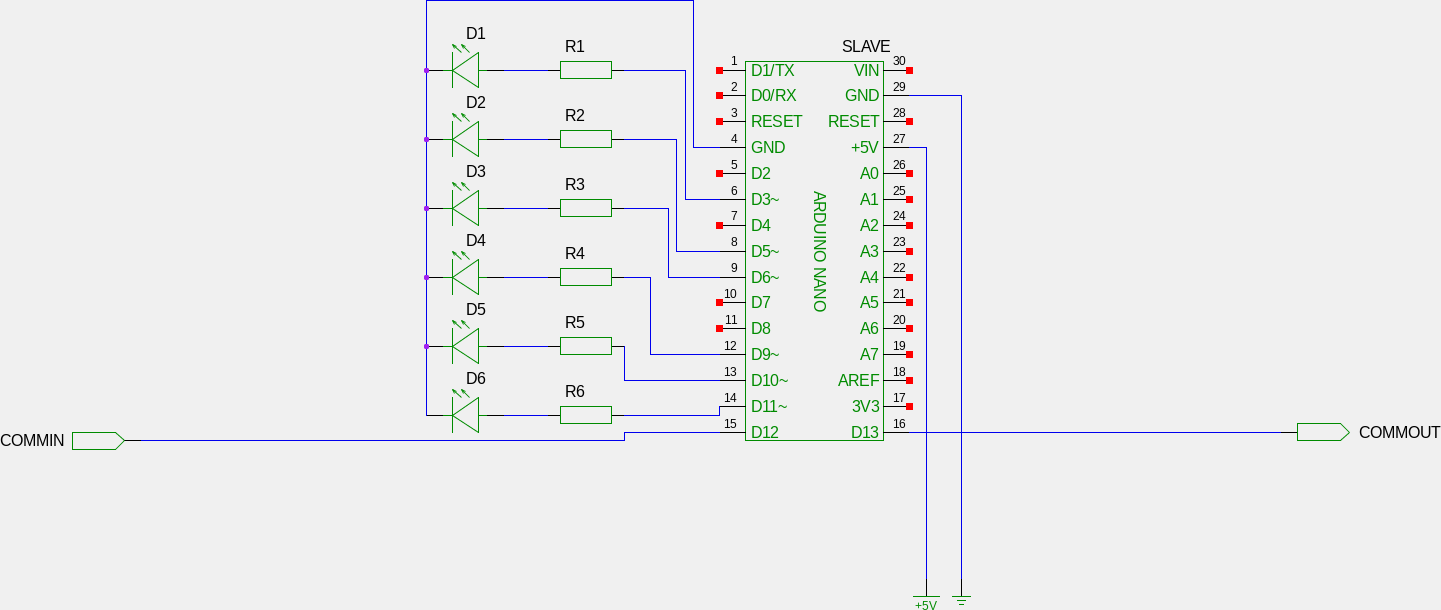 D1
R1
D2
R2
D3
R3
D4
R4
D5
R5
D6
R6
COMMIN
SLAVE
ARDUINO NANO
1 D1/TX
2 D0/RX
3 RESET
4 GND
5 D2
6 D3~
7 D4
8 D5~
9 D6~
10 D7
11 D8
12 D9~
13 D10~
14 D11~
15 D12
VIN 30
GND 29
RESET 28
+5V 27
A0 26
A1 25
A2 24
A3 23
A4 22
A5 21
A6 20
A7 19
AREF 18
3V3 17
D13 16
COMMOUT
+5V